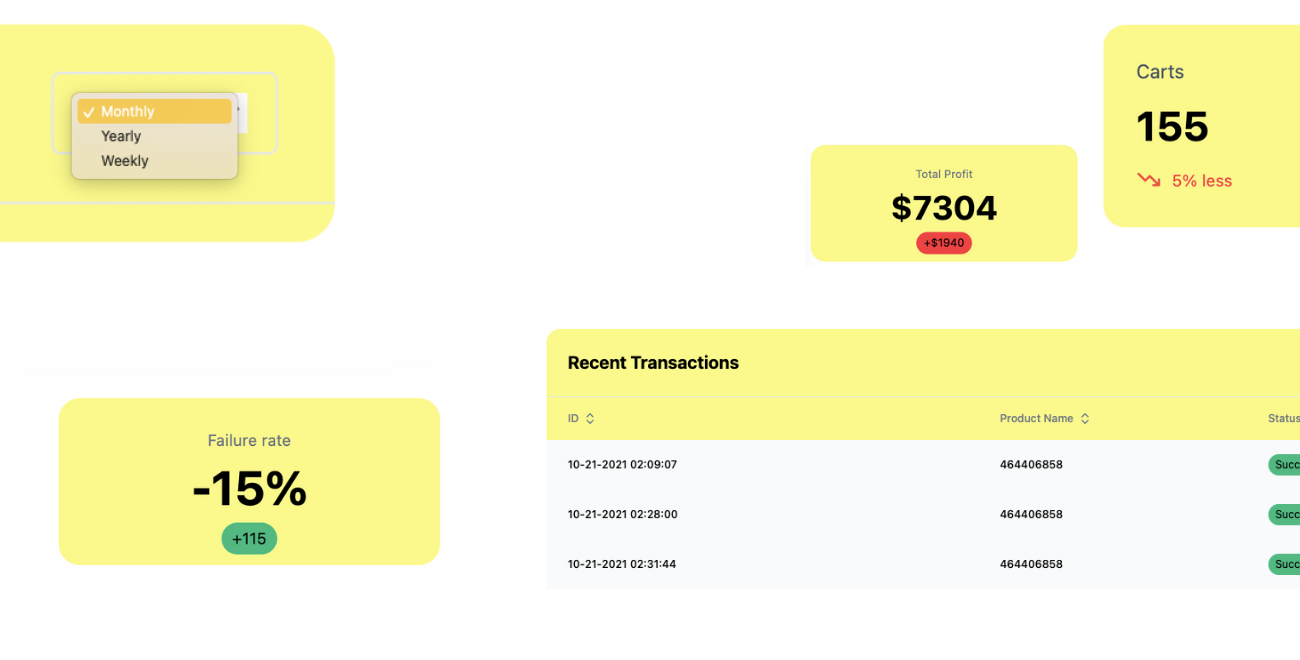 Monthly
Yearly
Weekly
Total Profit
$7304
+$1940
Carts
155
5% less
Failure rate
-15%
+115
Recent Transactions
ID Product Name Status
10-21-2021 02:09:07 464406858 Succ
10-21-2021 02:28:00 464406858 Succ
10-21-2021 02:31:44 464406858 Succ